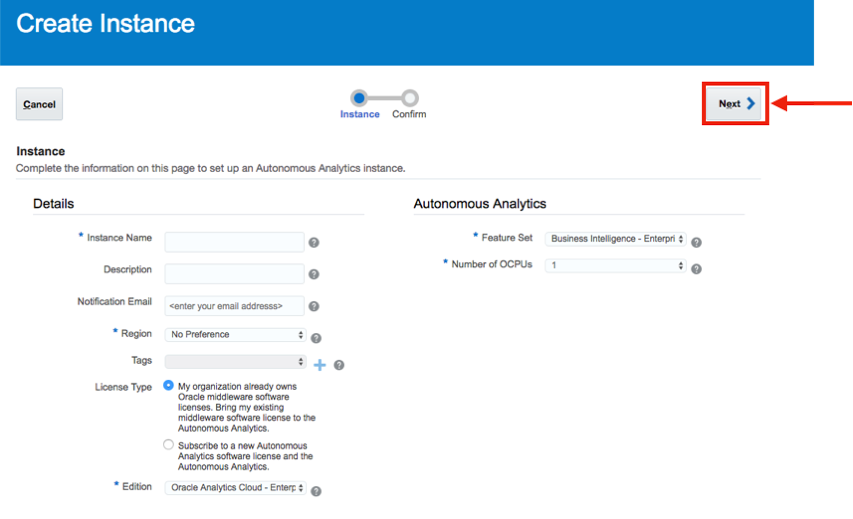 Create Instance
Cancel
Instance
Confirm
Next
Instance
Complete the information on this page to set up an Autonomous Analytics instance.
Details
* Instance Name
Description
Notification Email
<enter your email addresss>
* Region
No Preference
Tags
License Type
My organization already owns
Oracle middleware software
licenses. Bring my existing
middleware software license to the
Autonomous Analytics.
Subscribe to a new Autonomous
Analytics software license and the
Autonomous Analytics.
* Edition
Oracle Analytics Cloud - Enterp
Autonomous Analytics
* Feature Set
Business Intelligence - Enterpri
* Number of OCPUs
1